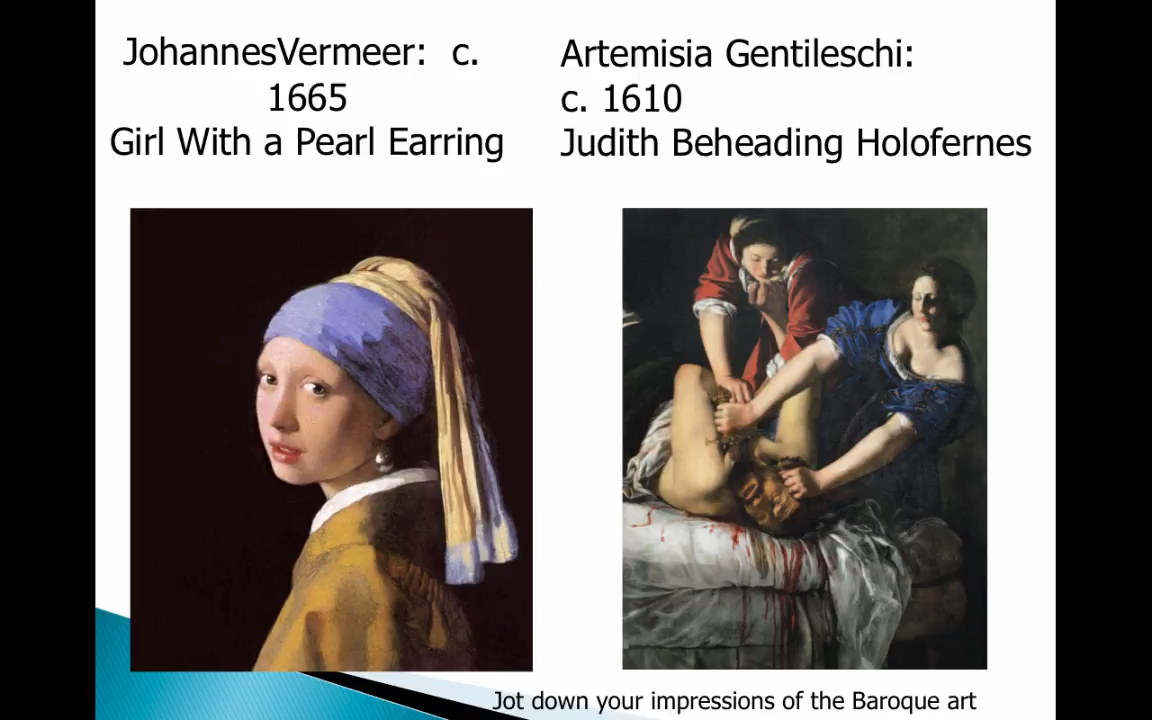 JohannesVermeer: c.
1665
Girl With a Pearl Earring
Artemisia Gentileschi:
c. 1610
Judith Beheading Holofernes
Jot down your impressions of the Baroque art